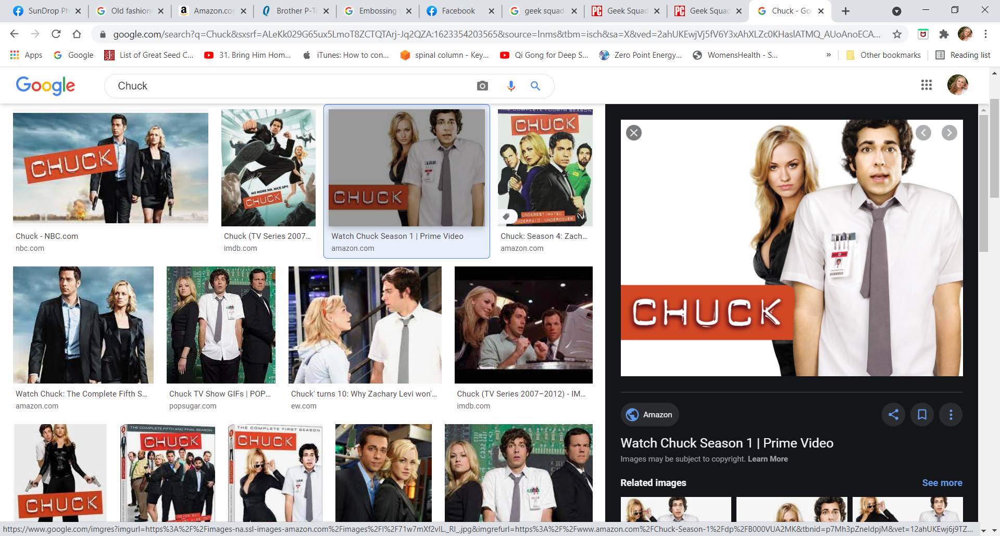 SunDrop Ph
Old fashion
Amazon.co
Brother P-To
Embossing
Facebook
geek squad
Geek Squa
Geek Squa
Chuck - Go
google.com/search?q=Chuck&sxsrf=ALeKk029G65ux5LmoT8ZCTQTArj-Jq2QZA:1623354203565&source=lnms&tbm=isch&sa=X&ved=2ahUKEwjVj5fV6Y3xAhXLZc0KHaslATMQ_AUoAnoECA...
Apps
Google
List of Great Seed C...
31. Bring Him Hom...
iTunes: How to con...
spinal column - Key...
Qi Gong for Deep S...
Zero Point Energy...
WomensHealth - S...
»
Other bookmarks
Reading list
Google
Chuck
CHUCK
Chuck - NBC.com
nbc.com
NO MORE MR. NICE SPY.
CHUCK
Chuck (TV Series 2007...
imdb.com
CHUCK
Watch Chuck Season 1 | Prime Video
amazon.com
THE COMPLETE FOURTH SEASON
CHUCK
UNDERESTIMATED.
UNDERPAID. UNDERCOVER.
Chuck: Season 4: Zach...
amazon.com
Watch Chuck: The Complete Fifth S...
amazon.com
Chuck TV Show GIFs | POP...
popsugar.com
Chuck' turns 10: Why Zachary Levi won'...
ew.com
Chuck (TV Series 2007–2012) - IM...
imdb.com
CHUCK
THE COMPLETE FIFTH AND FINAL SEASON
CHUCK
NEVER SAY
LAST MISSION!
THE COMPLETE FIRST SEASON
CHUCK
CHUCK
Amazon
Watch Chuck Season 1 | Prime Video
Images may be subject to copyright. Learn More
Related images
See more
https://www.google.com/imgres?imgurl=https%3A%2F%2Fimages-na.ssl-images-amazon.com%2Fimages%2FI%2F71w7mXf2vlL._RI_.jpg&imgrefurl=https%3A%2F%2Fwww.amazon.com%2FChuck-Season-1%2Fdp%2FB000VUA2MK&tbnid=p7Mh3pZneldpjM&vet=12ahUKEwj6j9TZ...